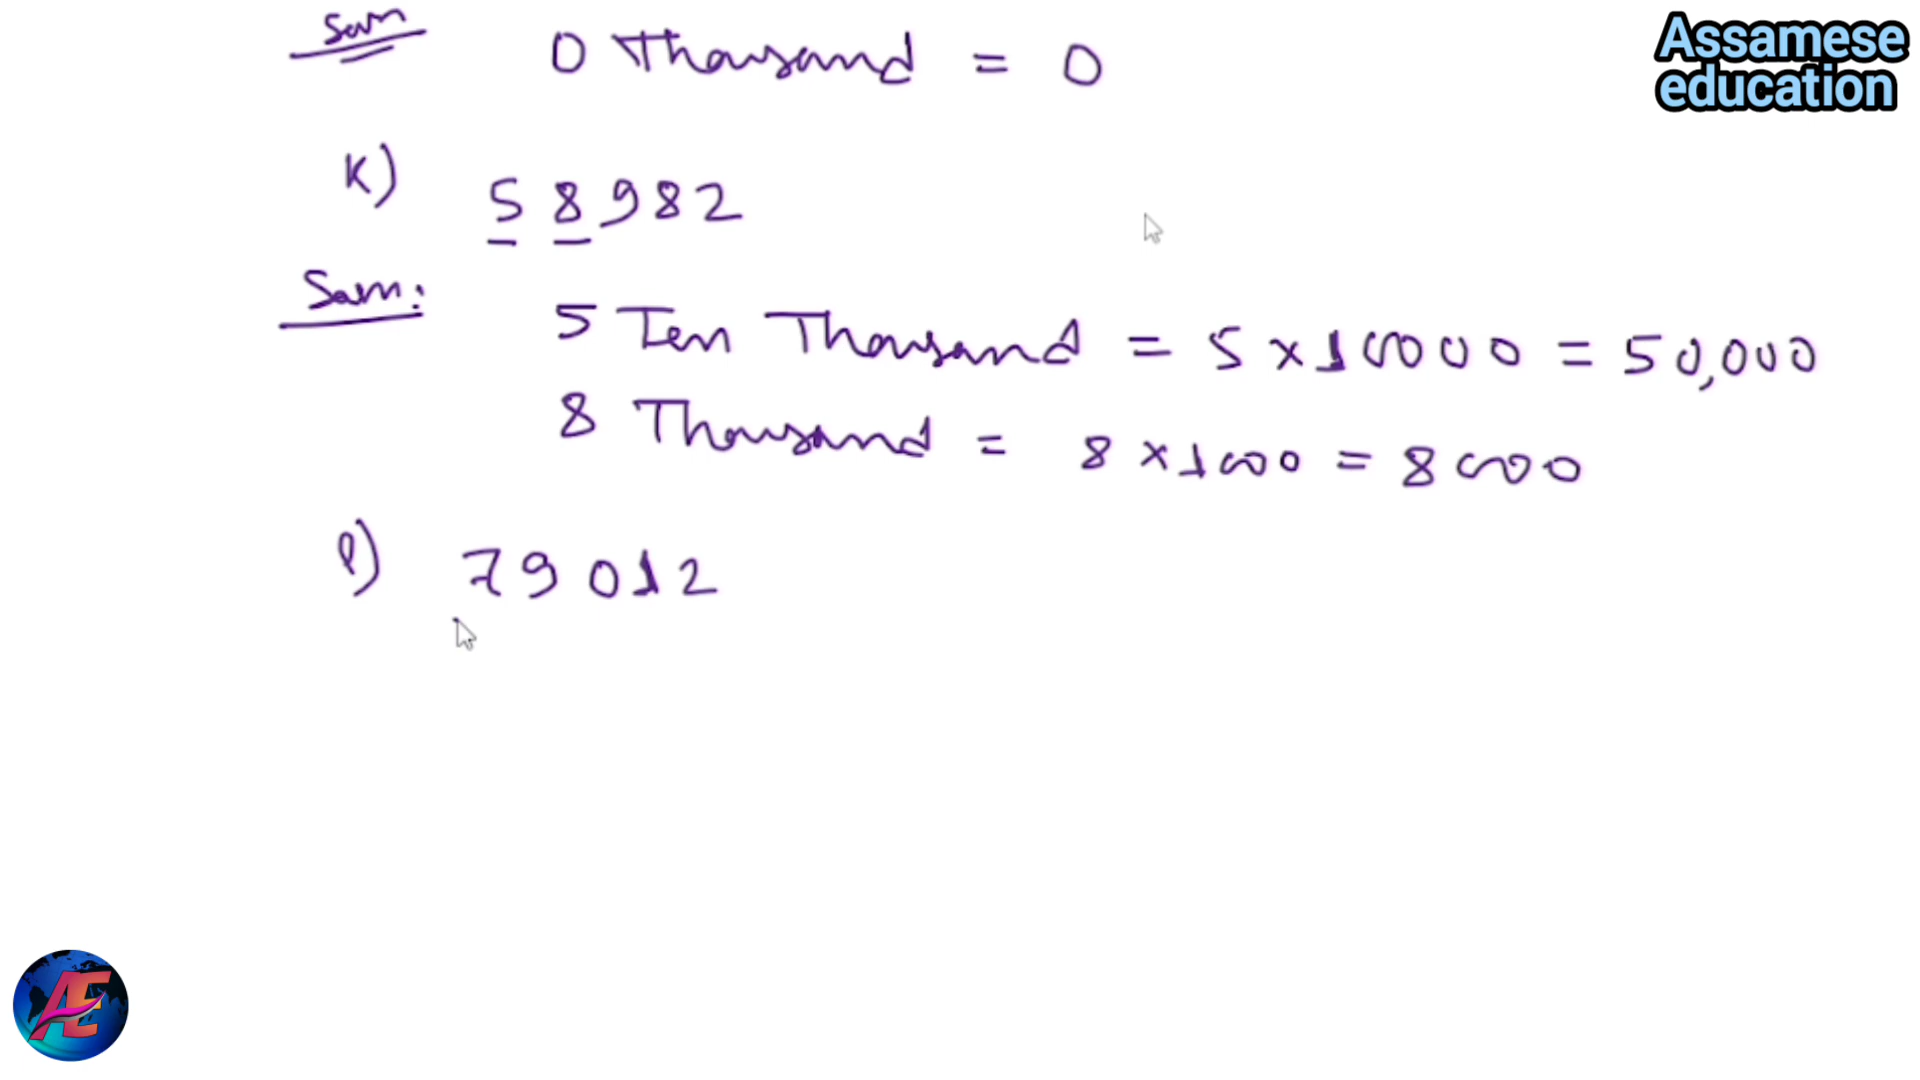 Soln
0 Thousand = 0
Assamese
education
K) 58982
Soln:
5 Ten Thousand = 5 × 10000 = 50,000
8 Thousand = 8 × 1000 = 8000
l) 79012
AE